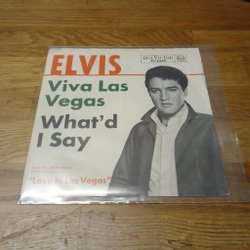 ELVIS
RCA VICTOR
Viva Las
Vegas
What'd
I Say
"Love in Las Vegas"